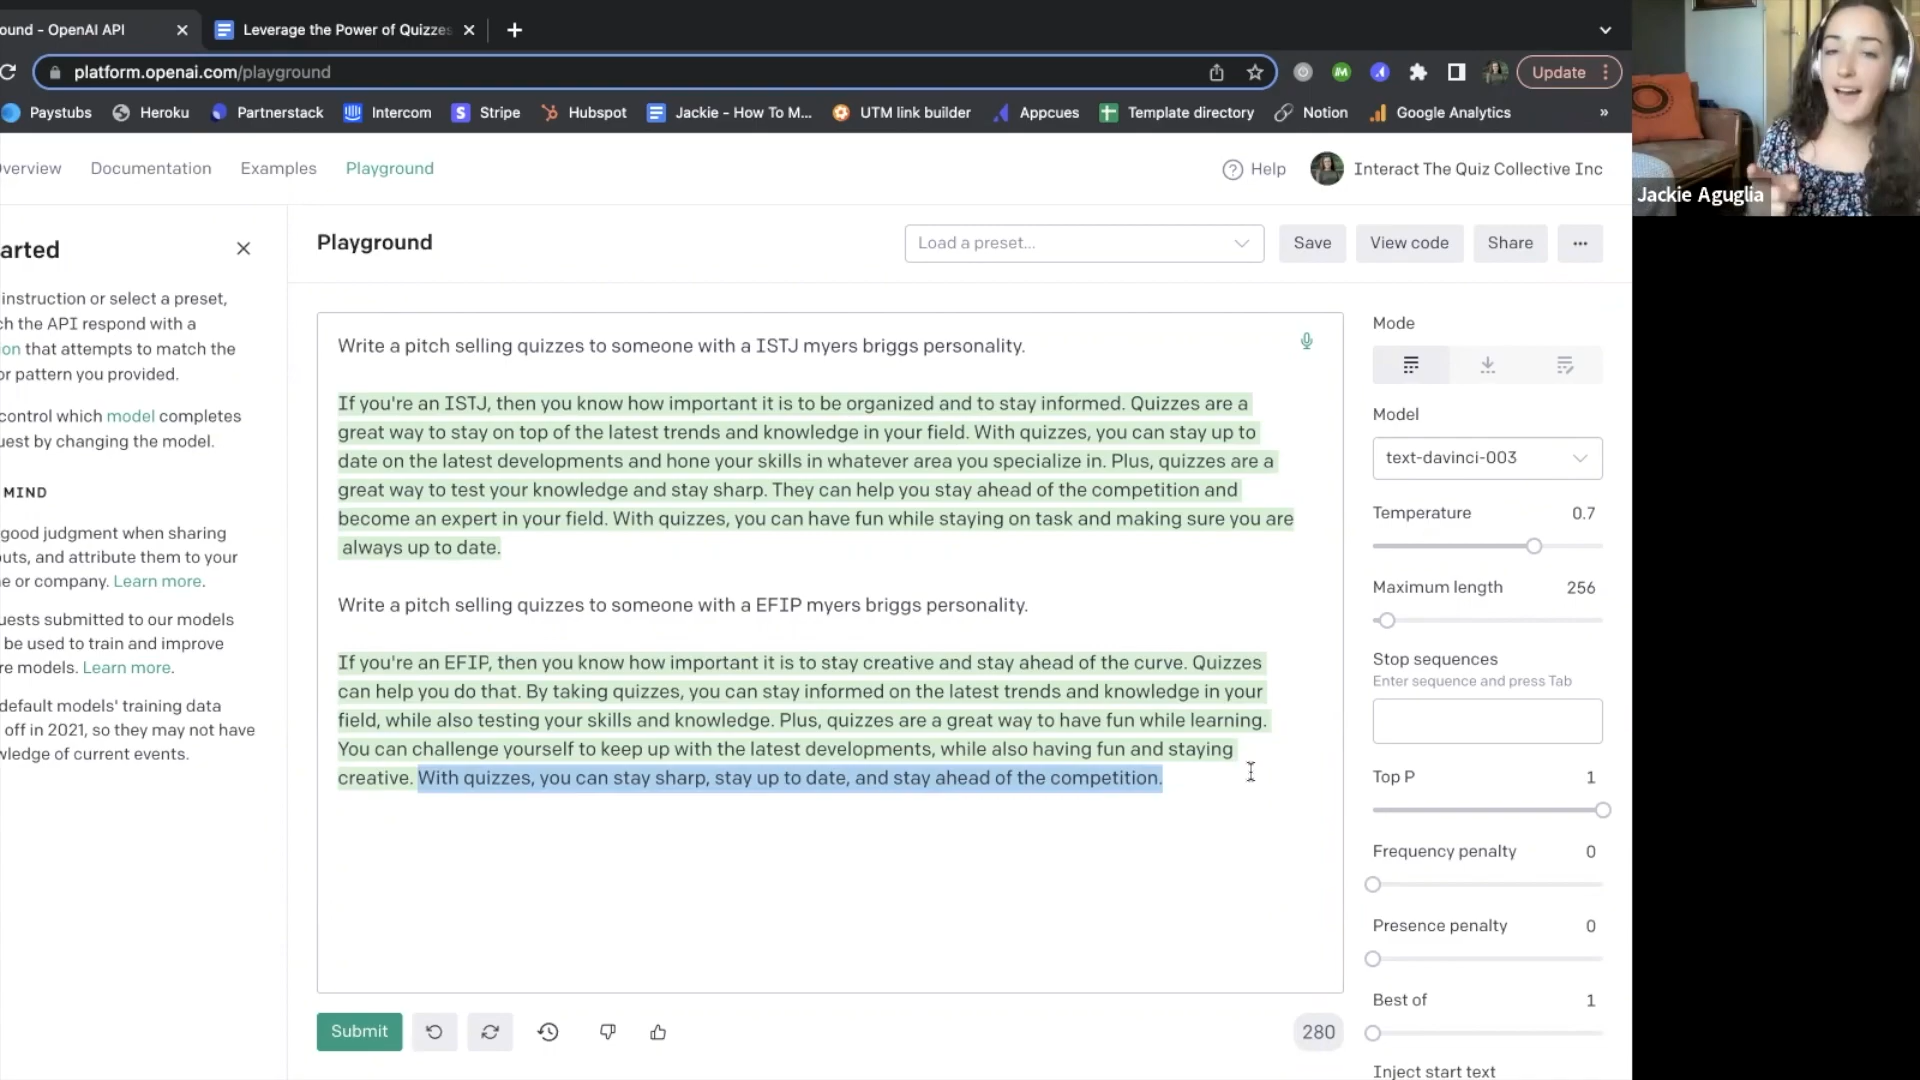 ound - OpenAI API
Leverage the Power of Quizzes
platform.openai.com/playground
Update
Paystubs
Heroku
Partnerstack
Intercom
Stripe
Hubspot
Jackie - How To M...
UTM link builder
Appcues
Template directory
Notion
Google Analytics
»
Jackie Aguglia
verview
Documentation
Examples
Playground
Help
Interact The Quiz Collective Inc
arted
instruction or select a preset,
ch the API respond with a
on that attempts to match the
or pattern you provided.
control which model completes
uest by changing the model.
MIND
good judgment when sharing
outs, and attribute them to your
e or company. Learn more.
uests submitted to our models
be used to train and improve
re models. Learn more.
default models' training data
off in 2021, so they may not have
wledge of current events.
Playground
Load a preset...
Save
View code
Share
...
Write a pitch selling quizzes to someone with a ISTJ myers briggs personality.
If you're an ISTJ, then you know how important it is to be organized and to stay informed. Quizzes are a
great way to stay on top of the latest trends and knowledge in your field. With quizzes, you can stay up to
date on the latest developments and hone your skills in whatever area you specialize in. Plus, quizzes are a
great way to test your knowledge and stay sharp. They can help you stay ahead of the competition and
become an expert in your field. With quizzes, you can have fun while staying on task and making sure you are
always up to date.
Write a pitch selling quizzes to someone with a EFIP myers briggs personality.
If you're an EFIP, then you know how important it is to stay creative and stay ahead of the curve. Quizzes
can help you do that. By taking quizzes, you can stay informed on the latest trends and knowledge in your
field, while also testing your skills and knowledge. Plus, quizzes are a great way to have fun while learning.
You can challenge yourself to keep up with the latest developments, while also having fun and staying
creative. With quizzes, you can stay sharp, stay up to date, and stay ahead of the competition.
Submit
280
Mode
Model
text-davinci-003
Temperature 0.7
Maximum length 256
Stop sequences
Enter sequence and press Tab
Top P 1
Frequency penalty 0
Presence penalty 0
Best of 1
Inject start text